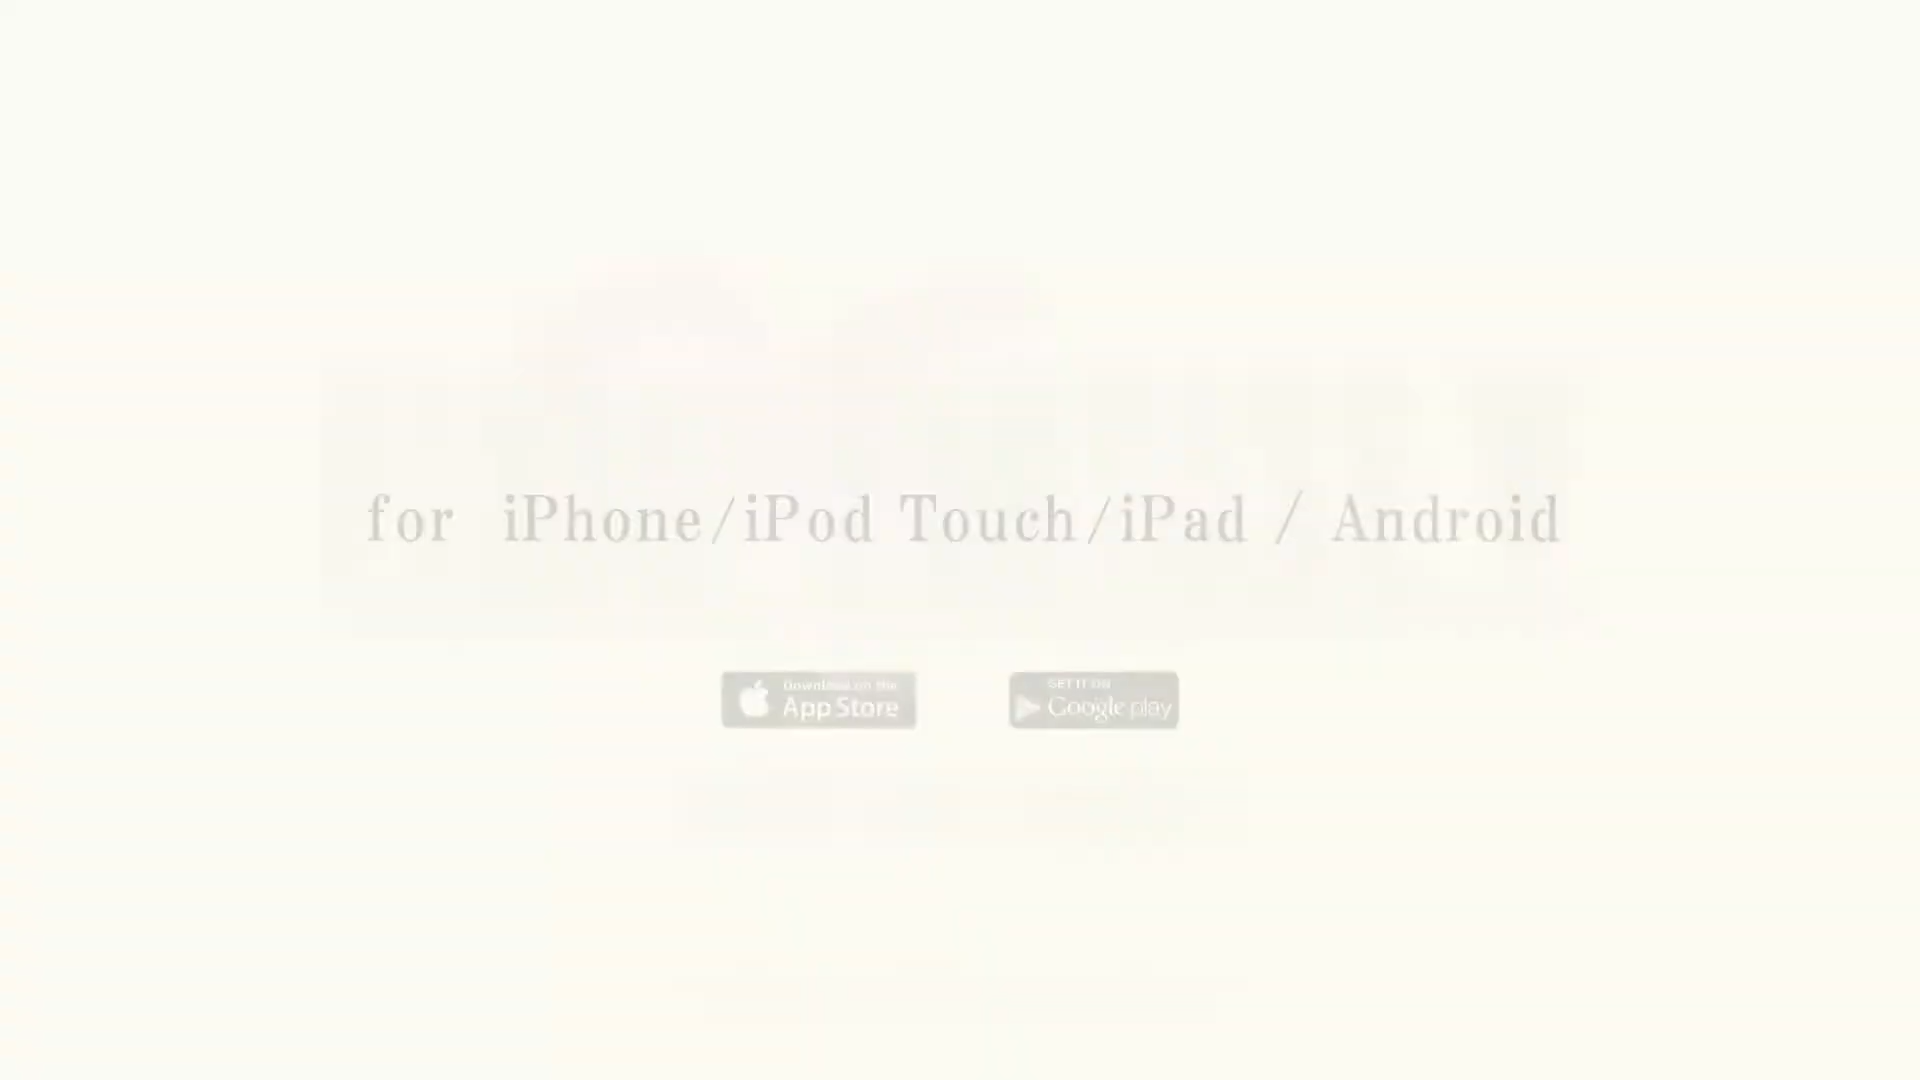 for iPhone/iPod Touch/iPad / Android
Download on the
App Store
GET IT ON
Google play